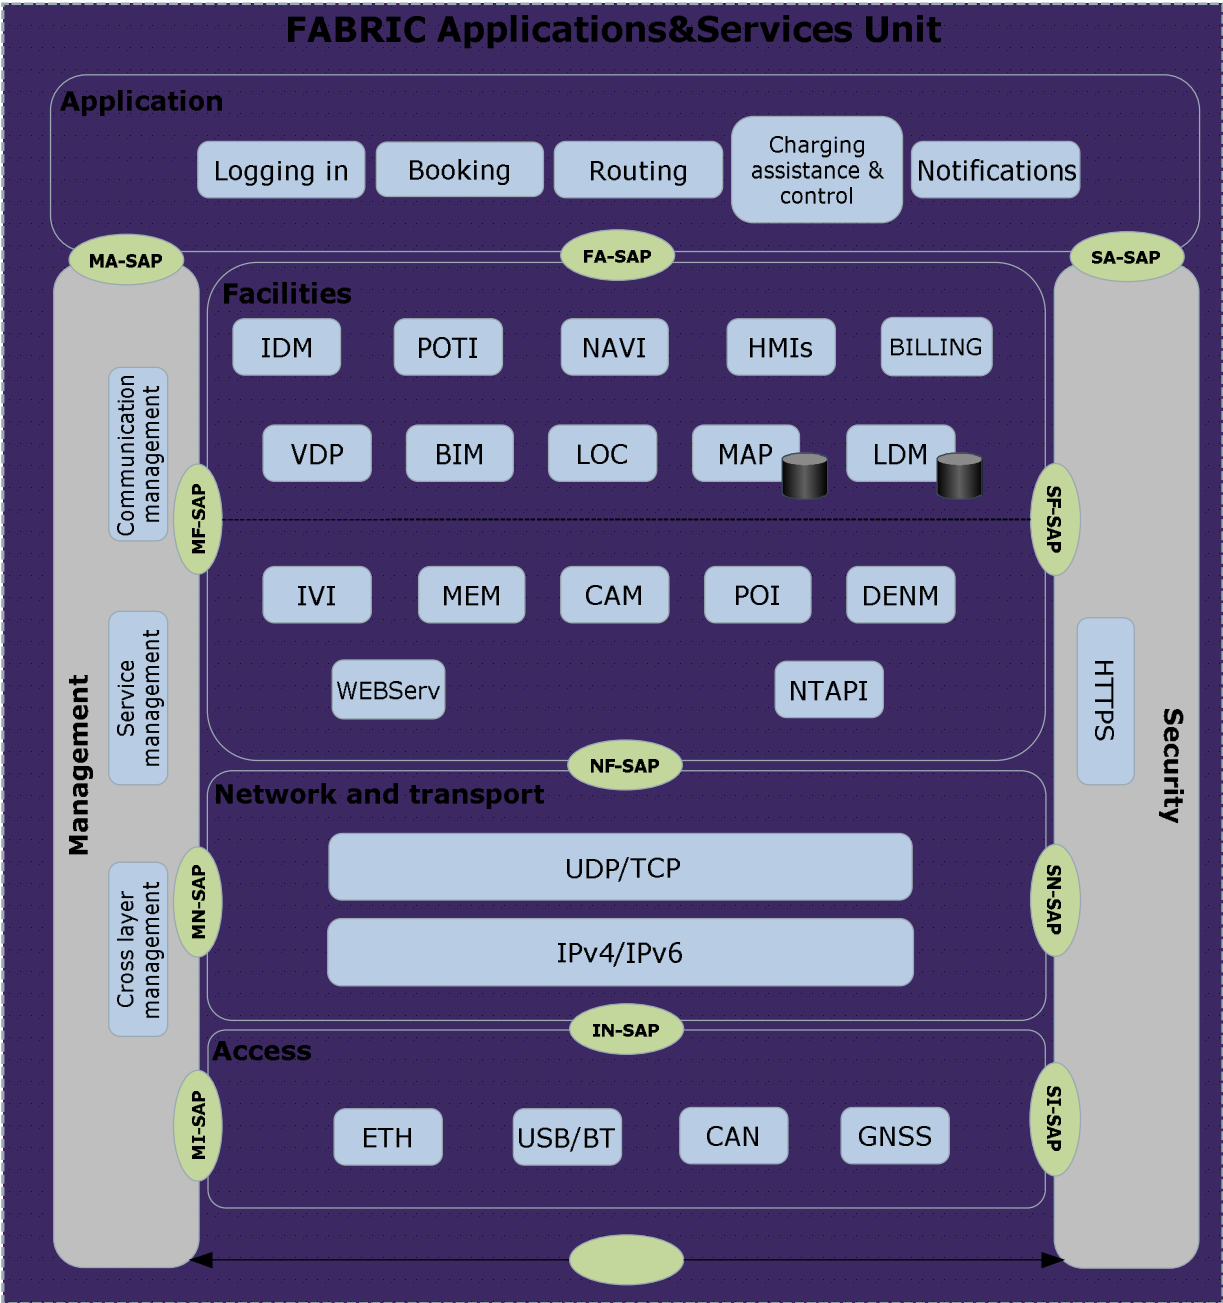 FABRIC Applications&Services Unit
Application
Logging in
Booking
Routing
Charging
assistance &
control
Notifications
MA-SAP
FA-SAP
SA-SAP
Facilities
IDM
POTI
NAVI
HMIs
BILLING
VDP
BIM
LOC
MAP
LDM
Communication
management
MF-SAP
SF-SAP
IVI
MEM
CAM
POI
DENM
WEBServ
NTAPI
Service
management
Management
HTTPS
Security
NF-SAP
Network and transport
UDP/TCP
IPv4/IPv6
Cross layer
management
MN-SAP
SN-SAP
IN-SAP
Access
ETH
USB/BT
CAN
GNSS
MI-SAP
SI-SAP